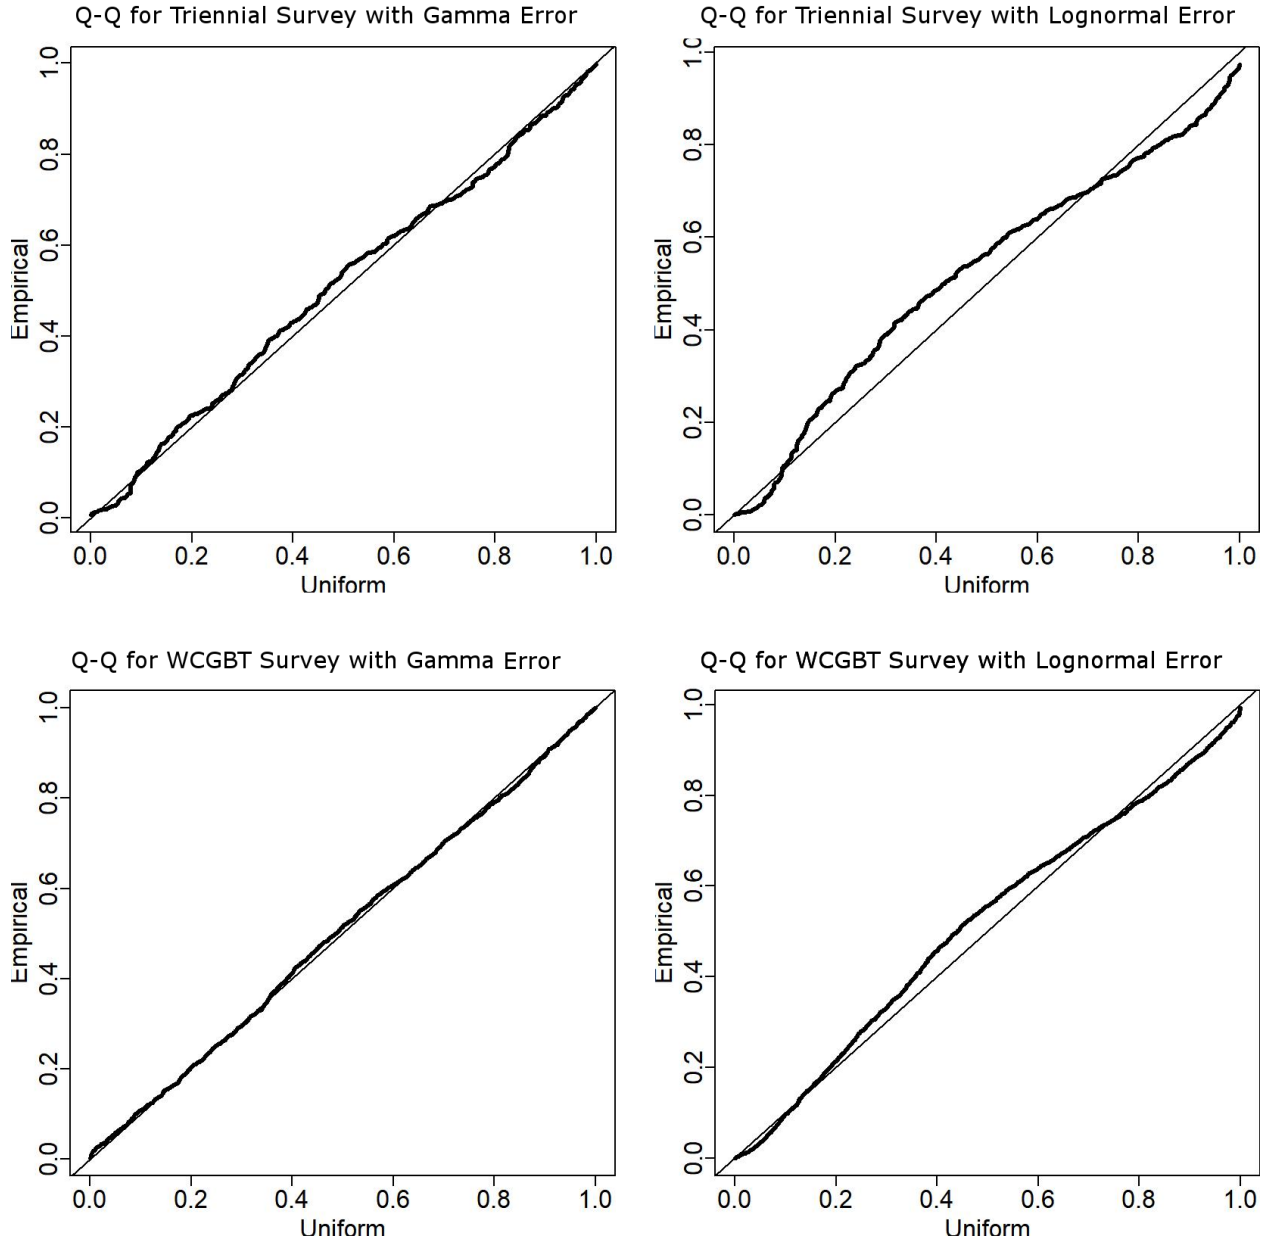 Q-Q for Triennial Survey with Gamma Error
Empirical
0.0 0.2 0.4 0.6 0.8 1.0
0.0 0.2 0.4 0.6 0.8 1.0
Uniform
Q-Q for Triennial Survey with Lognormal Error
Empirical
0.0 0.2 0.4 0.6 0.8 1.0
0.0 0.2 0.4 0.6 0.8 1.0
Uniform
Q-Q for WCGBT Survey with Gamma Error
Empirical
0.0 0.2 0.4 0.6 0.8 1.0
0.0 0.2 0.4 0.6 0.8 1.0
Uniform
Q-Q for WCGBT Survey with Lognormal Error
Empirical
0.0 0.2 0.4 0.6 0.8 1.0
0.0 0.2 0.4 0.6 0.8 1.0
Uniform